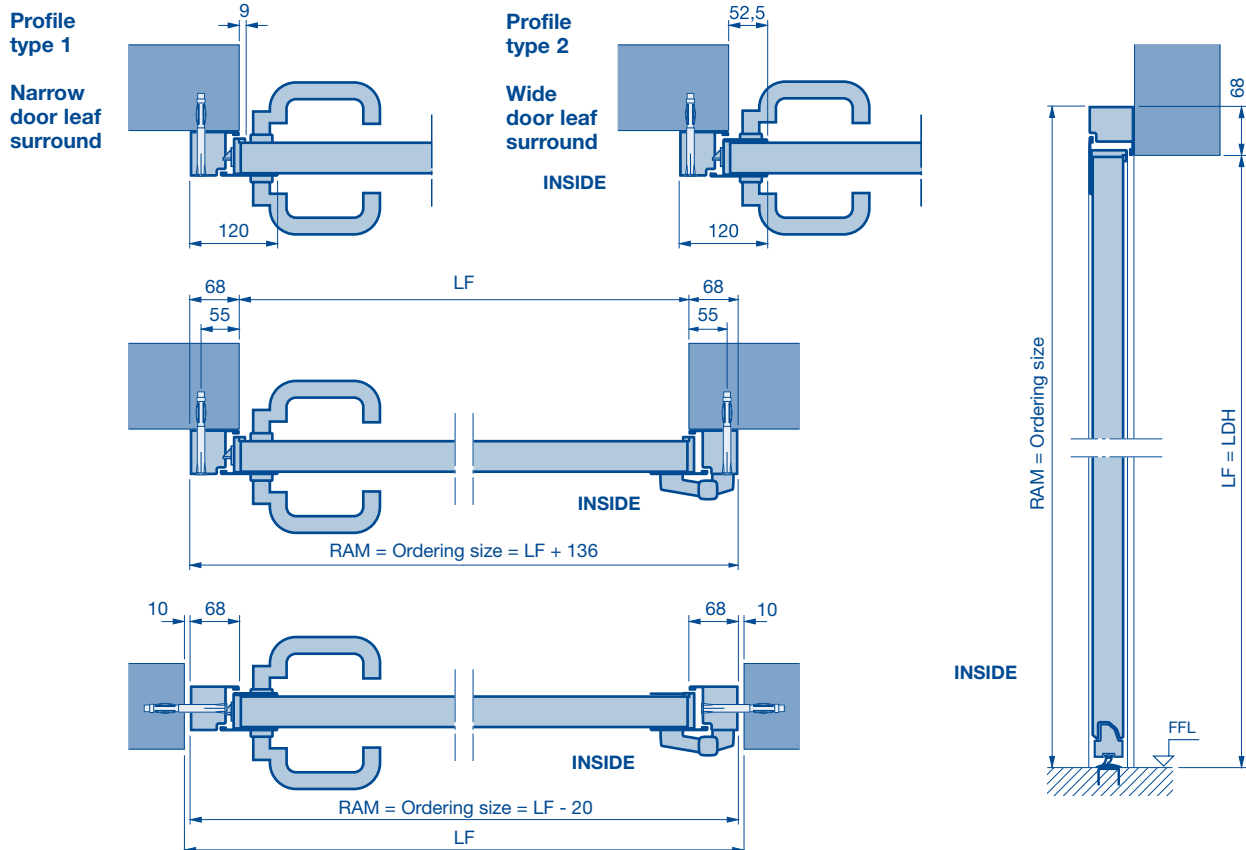 Profile
type 1
Narrow
door leaf
surround
9
120
Profile
type 2
Wide
door leaf
surround
52,5
INSIDE
120
68
LF
68
55
55
INSIDE
RAM = Ordering size = LF + 136
10
68
68
10
INSIDE
RAM = Ordering size = LF - 20
LF
68
RAM = Ordering size
LF = LDH
INSIDE
FFL